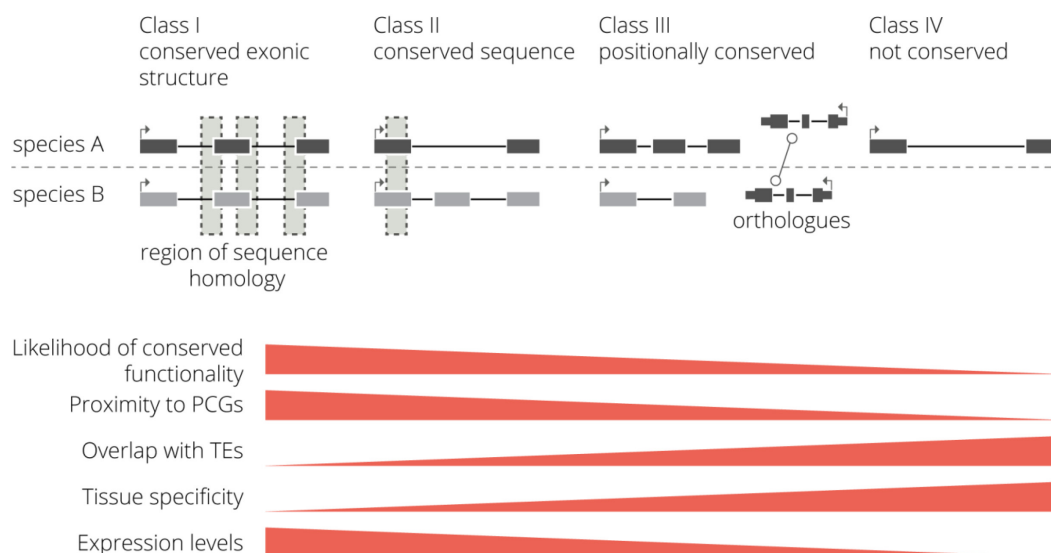 Class I
conserved exonic
structure
Class II
conserved sequence
Class III
positionally conserved
Class IV
not conserved
species A
species B
region of sequence
homology
orthologues
Likelihood of conserved
functionality
Proximity to PCGs
Overlap with TEs
Tissue specificity
Expression levels